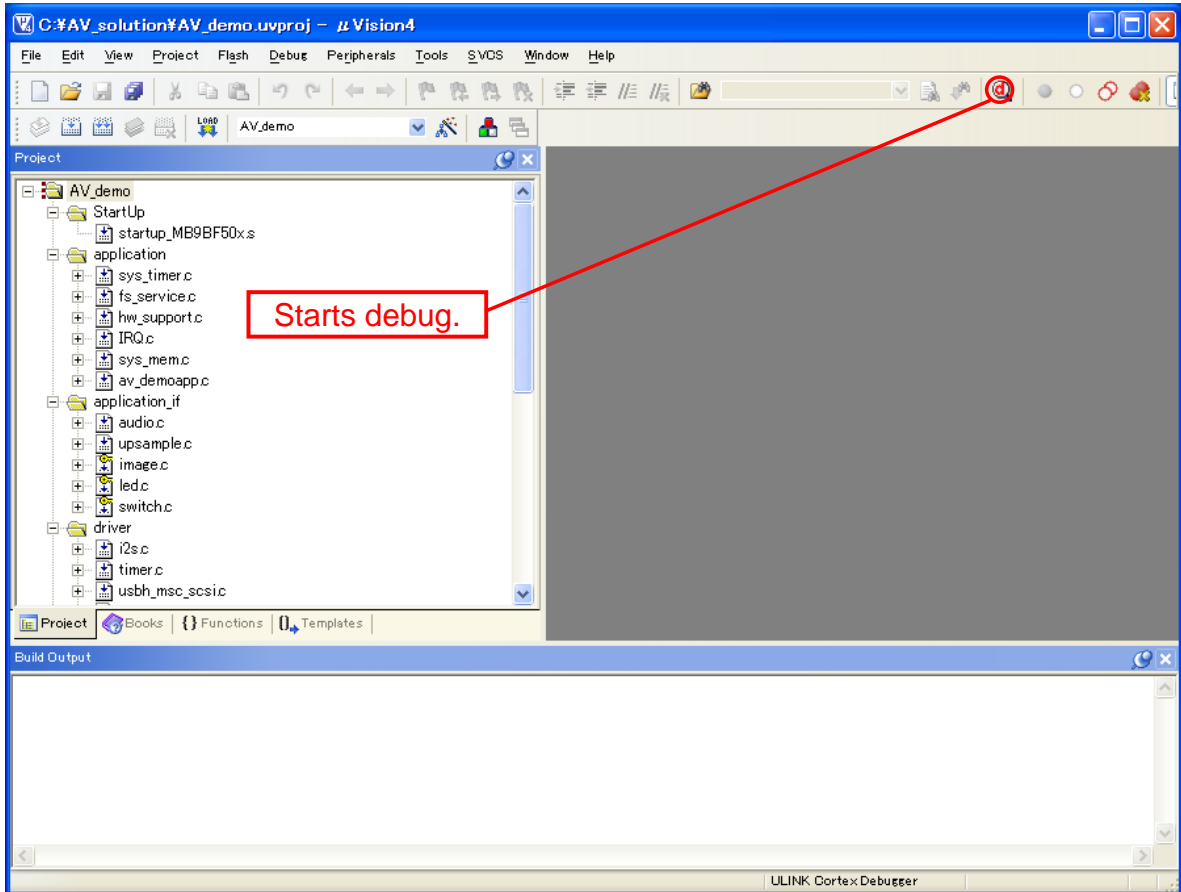 C:¥AV_solution¥AV_demo.uvproj - μVision4
File Edit View Project Flash Debug Peripherals Tools SVCS Window Help
d
LOAD AV_demo
Project
AV_demo
StartUp
startup_MB9BF50x.s
application
sys_timer.c
fs_service.c
hw_support.c
Starts debug.
IRQ.c
sys_mem.c
av_demoapp.c
application_if
audio.c
upsample.c
image.c
led.c
switch.c
driver
i2s.c
timer.c
usbh_msc_scsi.c
Project Books {} Functions 0 Templates
Build Output
ULINK Cortex Debugger